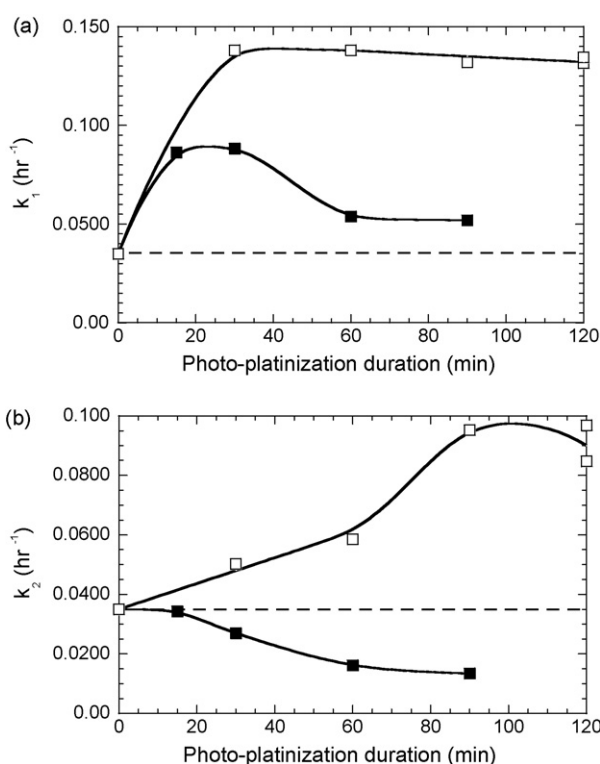 (a)
0.150
0.100
0.0500
0.00
k1 (hr-1)
0 20 40 60 80 100 120
Photo-platinization duration (min)
(b)
0.100
0.0800
0.0600
0.0400
0.0200
0.00
k2 (hr-1)
0 20 40 60 80 100 120
Photo-platinization duration (min)